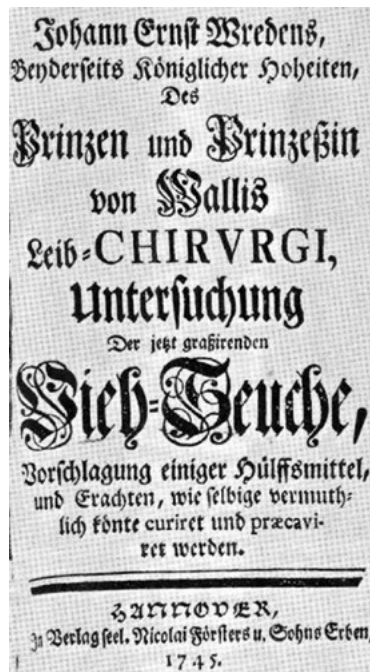 Johann Ernst Wredens,
Beyderseits Königlicher Hoheiten,
Des
Prinzen und Prinzeßin
von Wallis
Leib-CHIRVRGI,
Untersuchung
Der jetzt graßirenden
Vieh-Seuche,
Vorschlagung einiger Hülffsmittel,
und Erachten, wie selbige vermuth-
lich könte curiret und præcavi-
ret werden.
HANNOVER,
In Verlag seel. Nicolai Försters u. Sohns Erben,
1745.